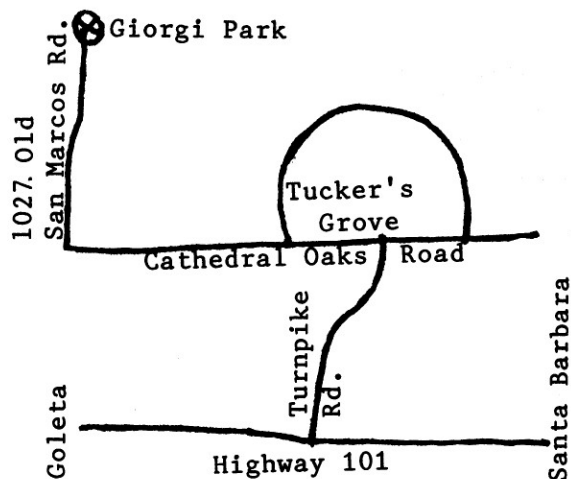 Giorgi Park
1027. Old
San Marcos Rd.
Tucker's
Grove
Cathedral Oaks Road
Turnpike
Rd.
Goleta
Santa Barbara
Highway 101